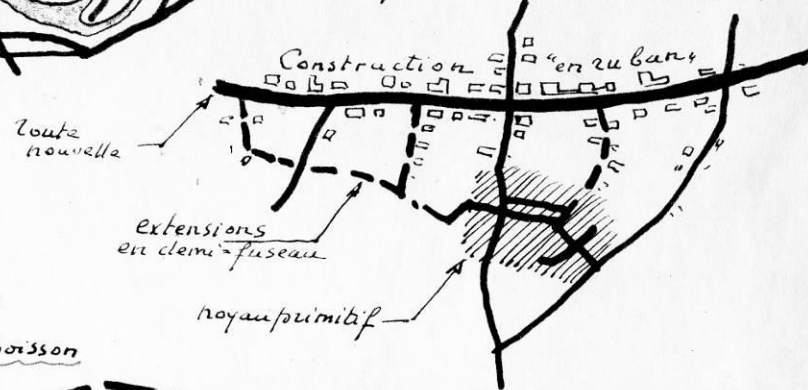 Construction "en ruban"
route
nouvelle
extensions
en demi-fuseau
noyau primitif
oisson